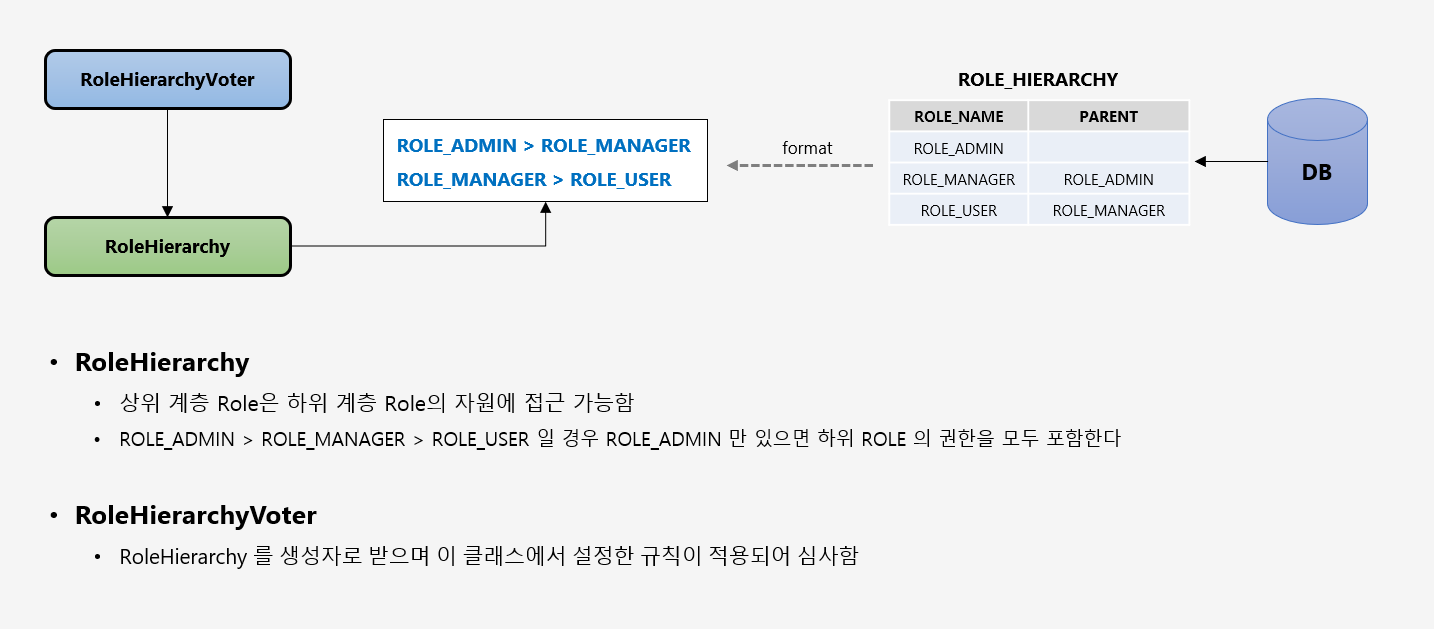 RoleHierarchyVoter
RoleHierarchy
ROLE_ADMIN > ROLE_MANAGER
ROLE_MANAGER > ROLE_USER
format
ROLE_HIERARCHY
ROLE_NAME PARENT
ROLE_ADMIN
ROLE_MANAGER ROLE_ADMIN
ROLE_USER ROLE_MANAGER
DB
• RoleHierarchy
• 상위 계층 Role은 하위 계층 Role의 자원에 접근 가능함
• ROLE_ADMIN > ROLE_MANAGER > ROLE_USER 일 경우 ROLE_ADMIN 만 있으면 하위 ROLE 의 권한을 모두 포함한다
• RoleHierarchyVoter
• RoleHierarchy 를 생성자로 받으며 이 클래스에서 설정한 규칙이 적용되어 심사함